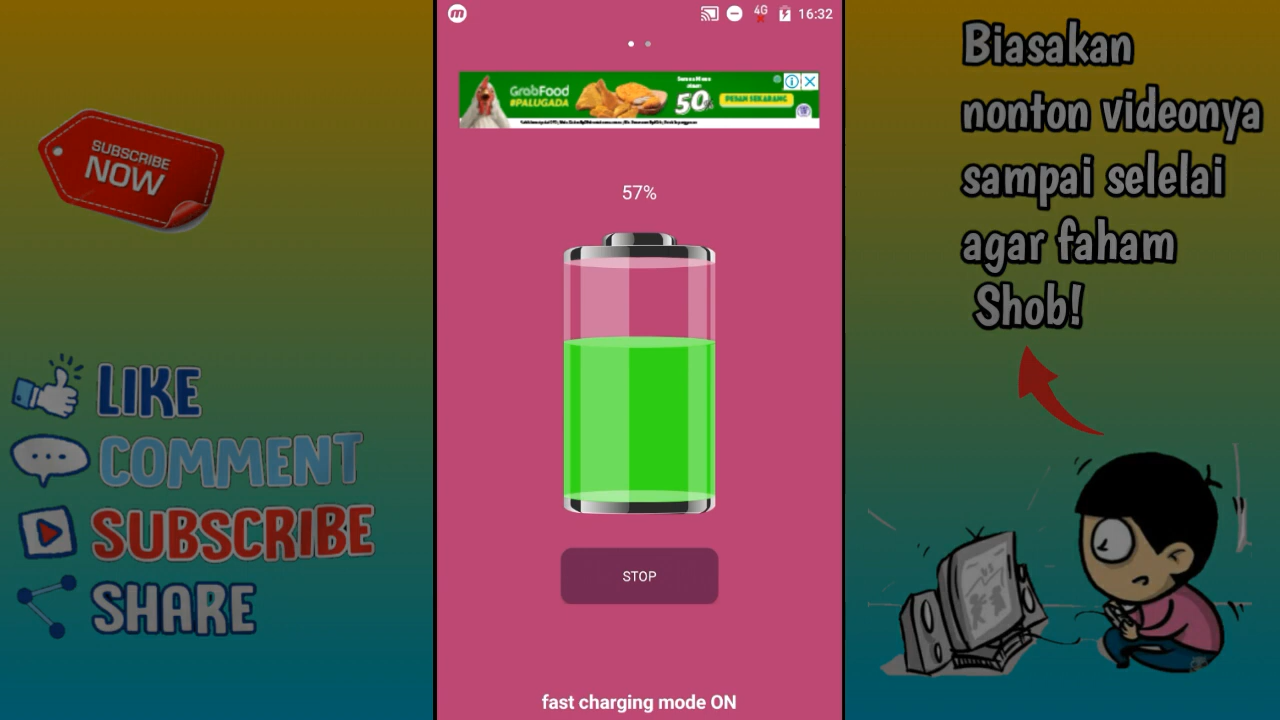 SUBSCRIBE
NOW
LIKE
COMMENT
SUBSCRIBE
SHARE
m
4G
16:32
GrabFood
#PALUGADA
50%
PESAN SEKARANG
57%
STOP
fast charging mode ON
Biasakan
nonton videonya
sampai selelai
agar faham
Shob!